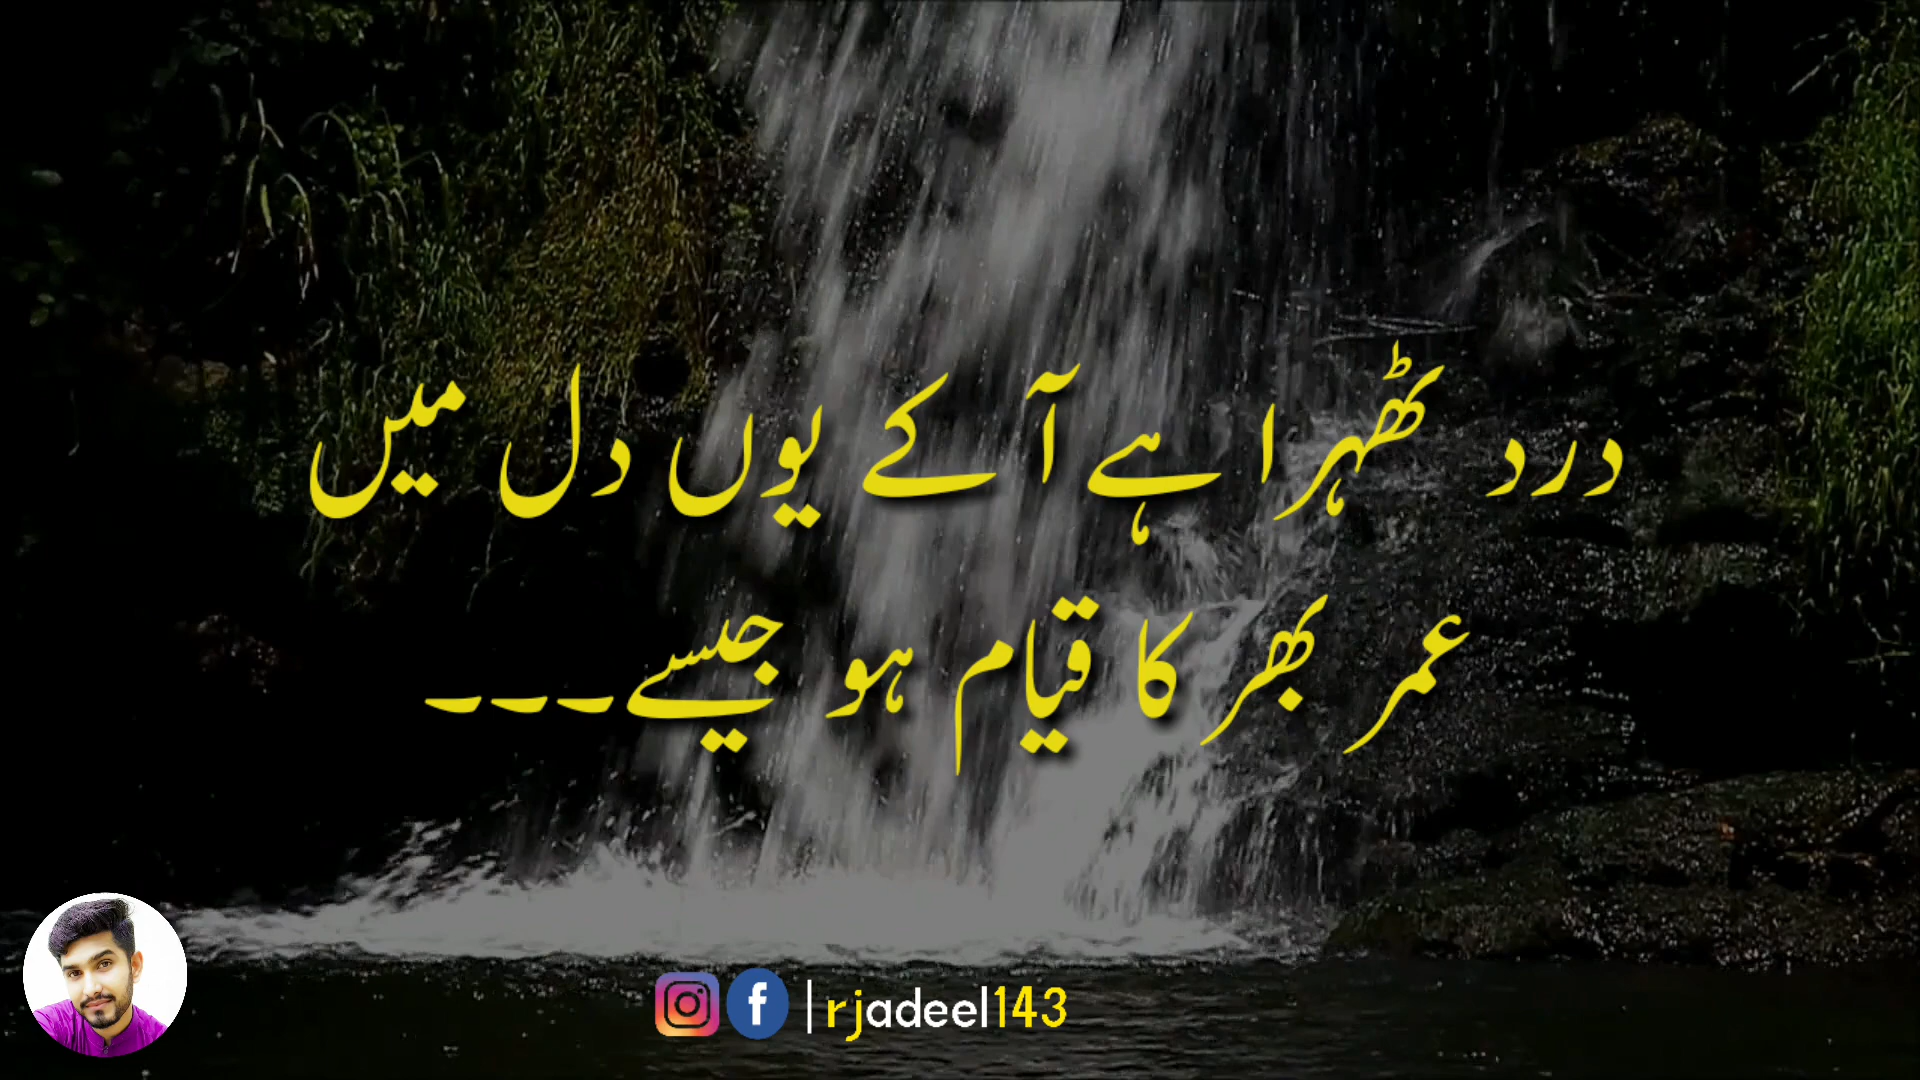 درد ٹھہرا ہے آ کے یوں دل میں
عمر بھر کا قیام ہو جیسے۔۔۔
|rjadeel143